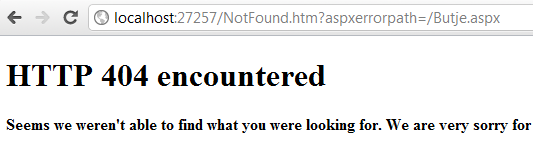 localhost:27257/NotFound.htm?aspxerrorpath=/Butje.aspx
HTTP 404 encountered
Seems we weren't able to find what you were looking for. We are very sorry for